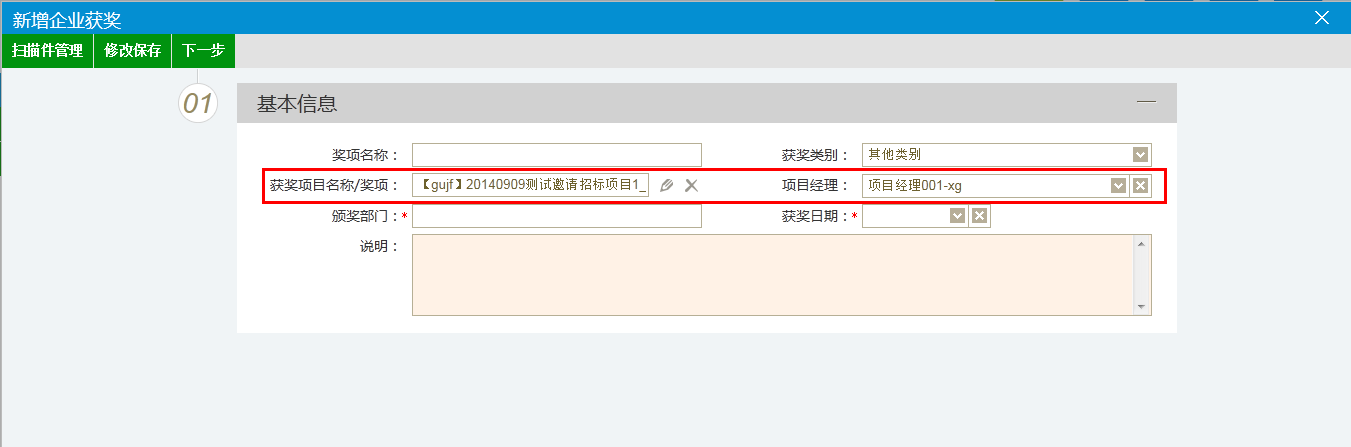 新增企业获奖
扫描件管理 修改保存 下一步
01 基本信息
奖项名称： 获奖类别： 其他类别
获奖项目名称/奖项： 【gujf】20140909测试邀请招标项目1_ 项目经理： 项目经理001-xg
颁奖部门：* 获奖日期：*
说明：